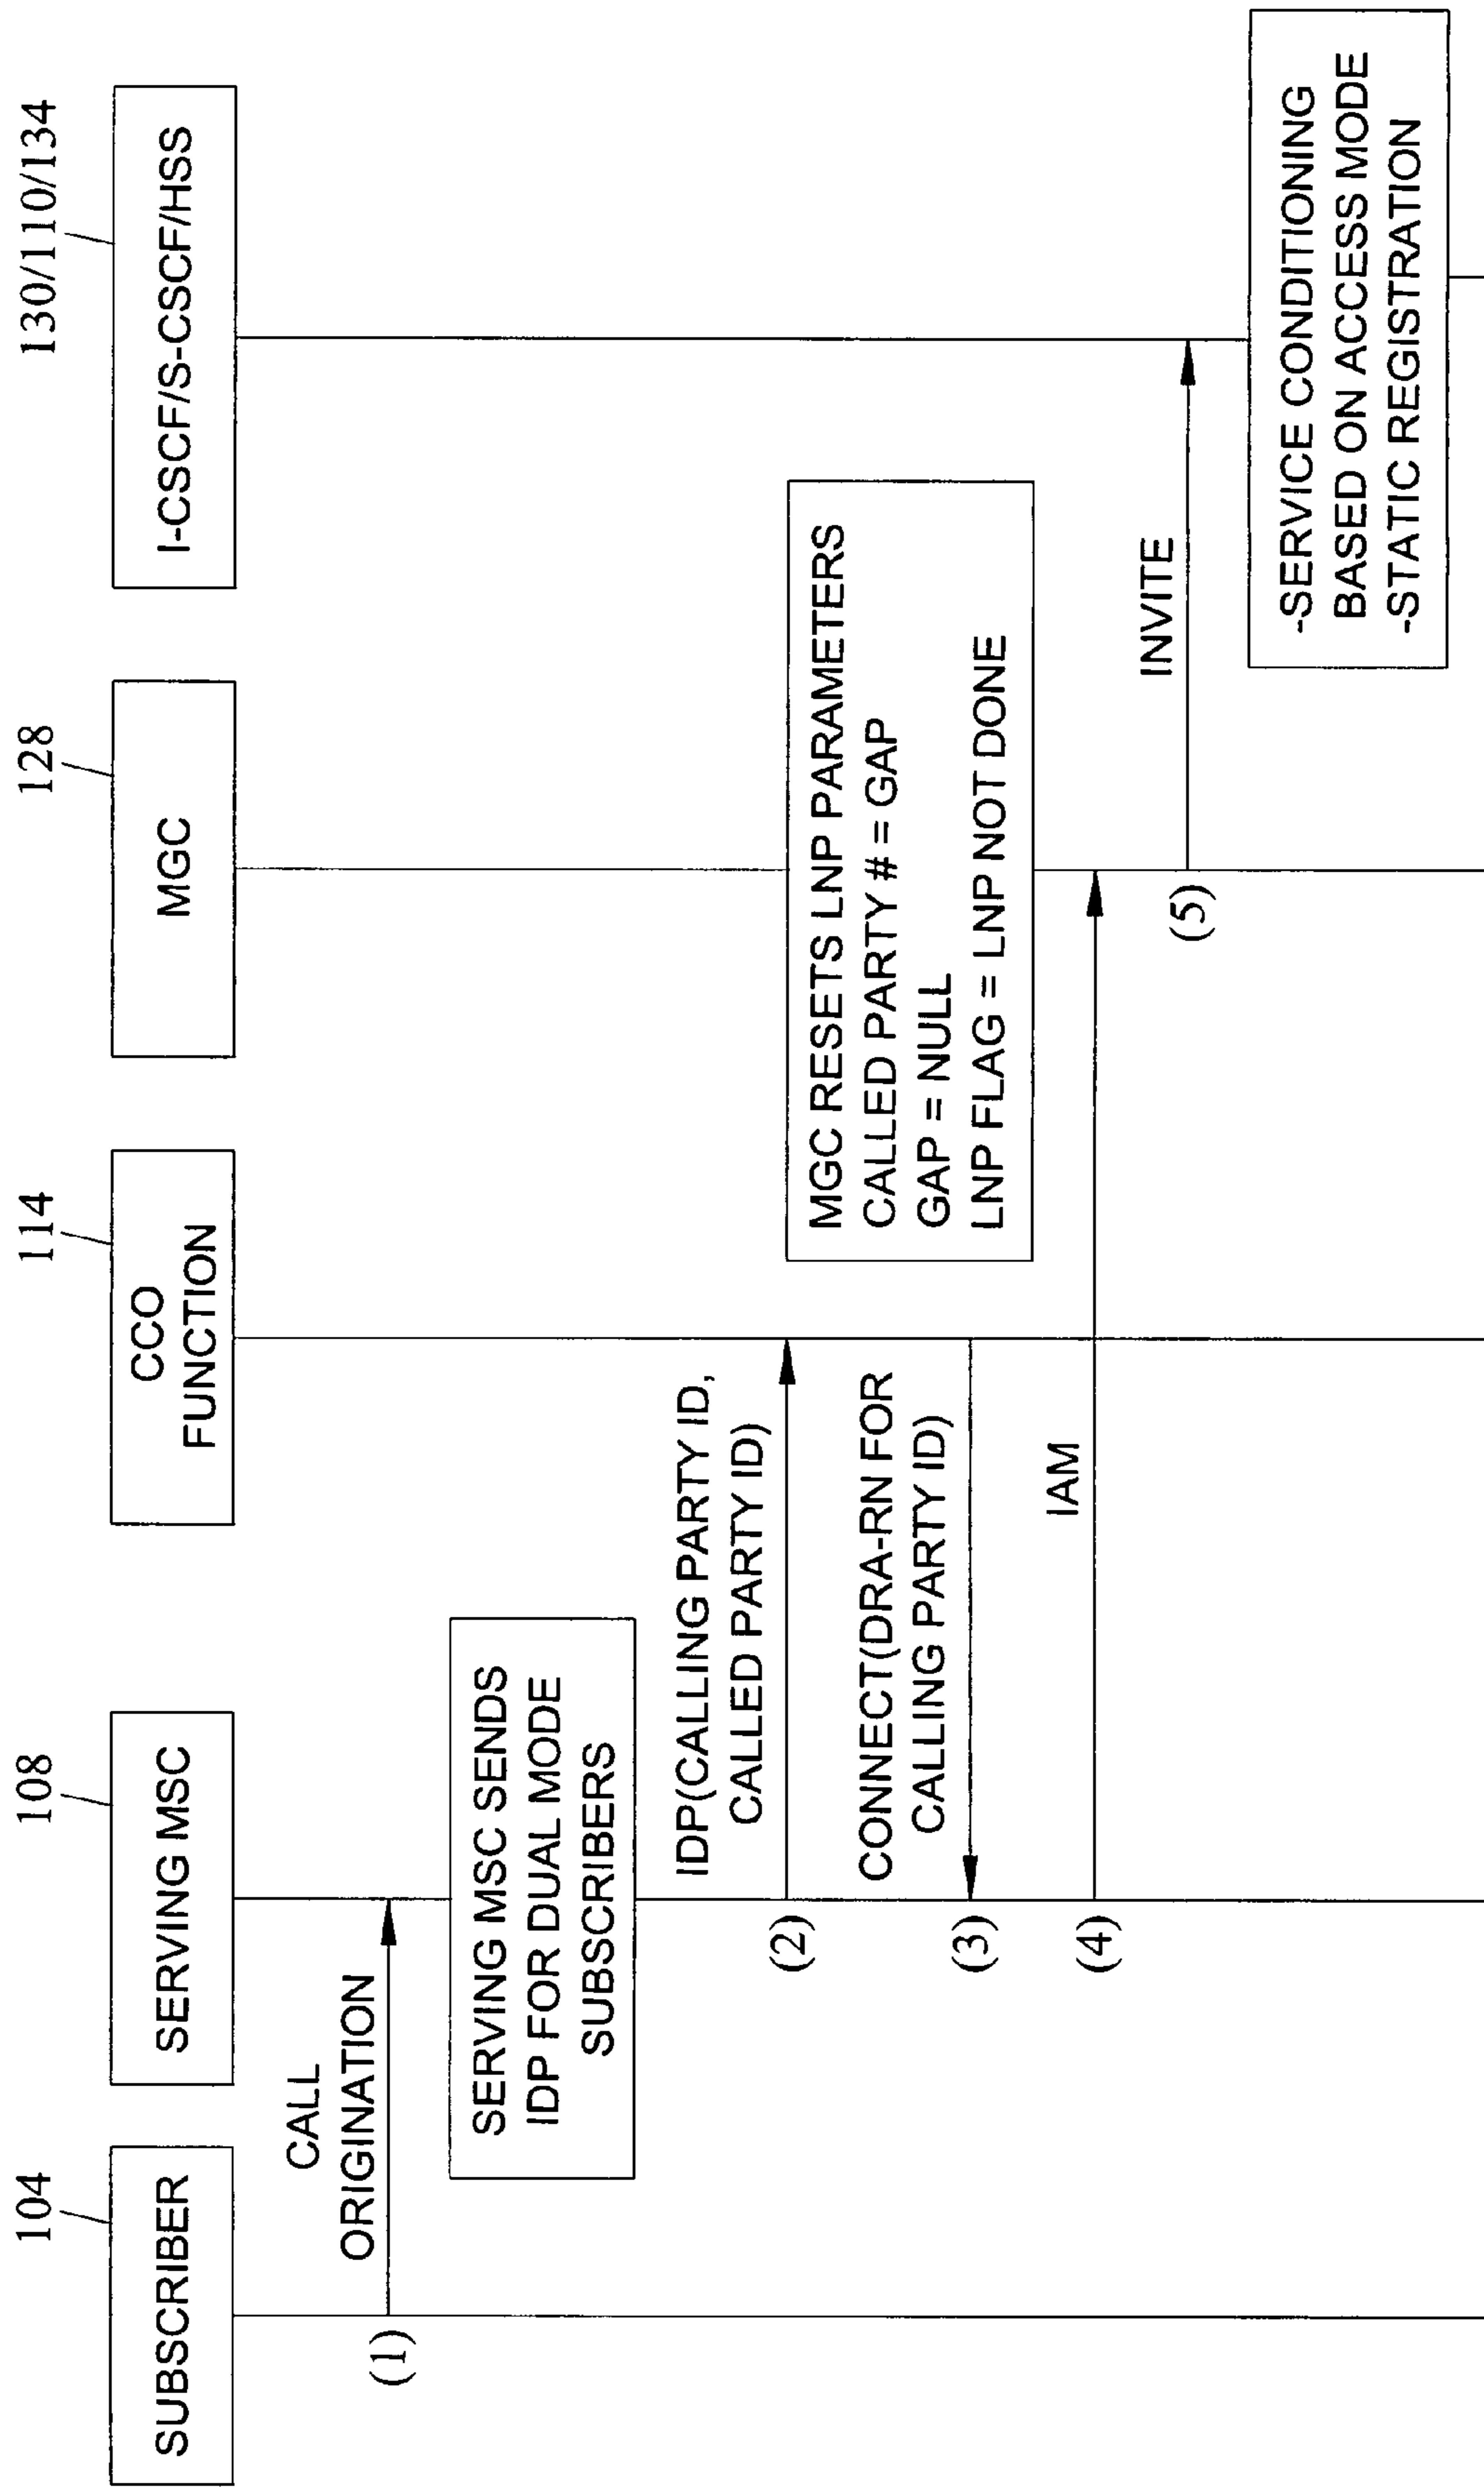 104
108
114
128
130/110/134
SUBSCRIBER
SERVING MSC
CCO
FUNCTION
MGC
I-CSCF/S-CSCF/HSS
(1)
CALL
ORIGINATION
SERVING MSC SENDS
IDP FOR DUAL MODE
SUBSCRIBERS
(2)
IDP(CALLING PARTY ID,
CALLED PARTY ID)
MGC RESETS LNP PARAMETERS
CALLED PARTY # = GAP
GAP = NULL
LNP FLAG = LNP NOT DONE
(3)
CONNECT(DRA-RN FOR
CALLING PARTY ID)
(4)
IAM
(5)
INVITE
-SERVICE CONDITIONING
BASED ON ACCESS MODE
-STATIC REGISTRATION